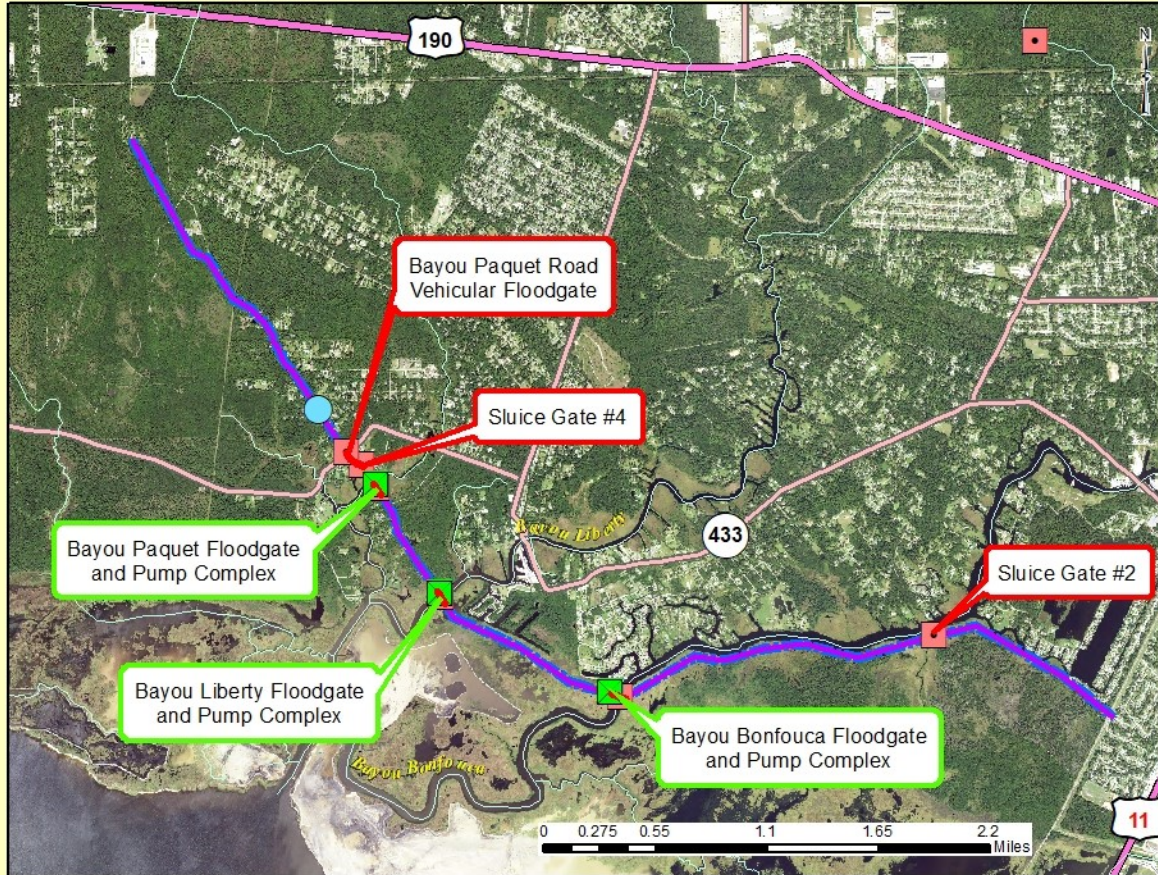 190
N
Bayou Paquet Road
Vehicular Floodgate
Sluice Gate #4
Bayou Liberty
433
Bayou Paquet Floodgate
and Pump Complex
Sluice Gate #2
Bayou Liberty Floodgate
and Pump Complex
Bayou Bonfouca Floodgate
and Pump Complex
Bayou Bonfouca
11
0 0.275 0.55 1.1 1.65 2.2
Miles